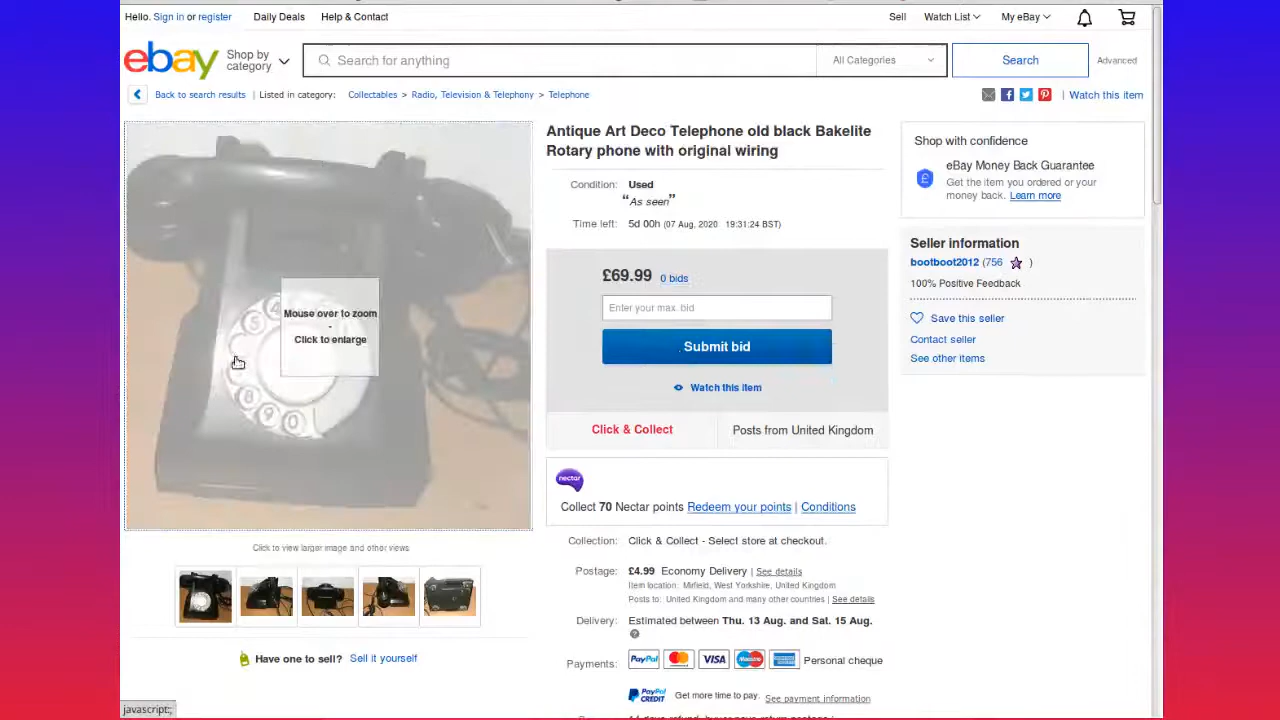 Hello. Sign in or register
Daily Deals
Help & Contact
Sell
Watch List
My eBay
ebay
Shop by
category
Search for anything
All Categories
Search
Advanced
Back to search results
Listed in category:
Collectables > Radio, Television & Telephony > Telephone
Watch this item
Antique Art Deco Telephone old black Bakelite
Rotary phone with original wiring
Condition: Used
"As seen"
Time left: 5d 00h (07 Aug, 2020 19:31:24 BST)
£69.99 0 bids
Enter your max. bid
Submit bid
Watch this item
Click & Collect
Posts from United Kingdom
nectar
Collect 70 Nectar points Redeem your points | Conditions
Collection: Click & Collect - Select store at checkout.
Postage: £4.99 Economy Delivery | See details
Item location: Mirfield, West Yorkshire, United Kingdom
Posts to: United Kingdom and many other countries | See details
Delivery: Estimated between Thu. 13 Aug. and Sat. 15 Aug.
Payments: PayPal VISA Maestro Personal cheque
PayPal CREDIT Get more time to pay. See payment information
Shop with confidence
eBay Money Back Guarantee
Get the item you ordered or your
money back. Learn more
Seller information
bootboot2012 (756 )
100% Positive Feedback
Save this seller
Contact seller
See other items
Mouse over to zoom
-
Click to enlarge
Click to view larger image and other views
Have one to sell? Sell it yourself
javascript:;